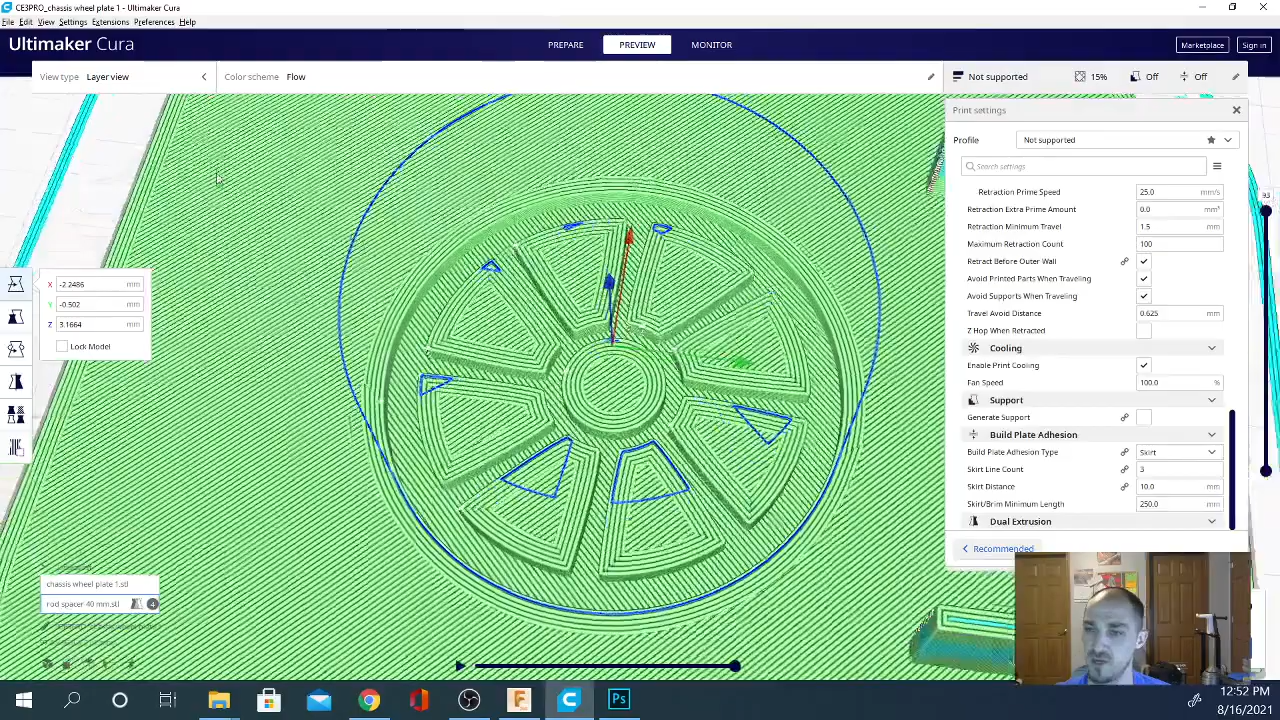 CE3PRO_chassis wheel plate 1 - Ultimaker Cura
File Edit View Settings Extensions Preferences Help
Ultimaker Cura
PREPARE PREVIEW MONITOR
Marketplace Sign in
View type Layer view
Color scheme Flow
Not supported 15% Off Off
Print settings
Profile Not supported
Search settings
Retraction Prime Speed 25.0 mm/s
Retraction Extra Prime Amount 0.0 mm³
Retraction Minimum Travel 1.5 mm
Maximum Retraction Count 100
Retract Before Outer Wall
Avoid Printed Parts When Traveling
Avoid Supports When Traveling
Travel Avoid Distance 0.625 mm
Z Hop When Retracted
Cooling
Enable Print Cooling
Fan Speed 100.0 %
Support
Generate Support
Build Plate Adhesion
Build Plate Adhesion Type Skirt
Skirt Line Count 3
Skirt Distance 10.0 mm
Skirt/Brim Minimum Length 250.0 mm
Dual Extrusion
Recommended
93
X -2.2486 mm
Y -0.502 mm
Z 3.1664 mm
Lock Model
chassis wheel plate 1.stl
rod spacer 40 mm.stl 4
12:52 PM
8/16/2021